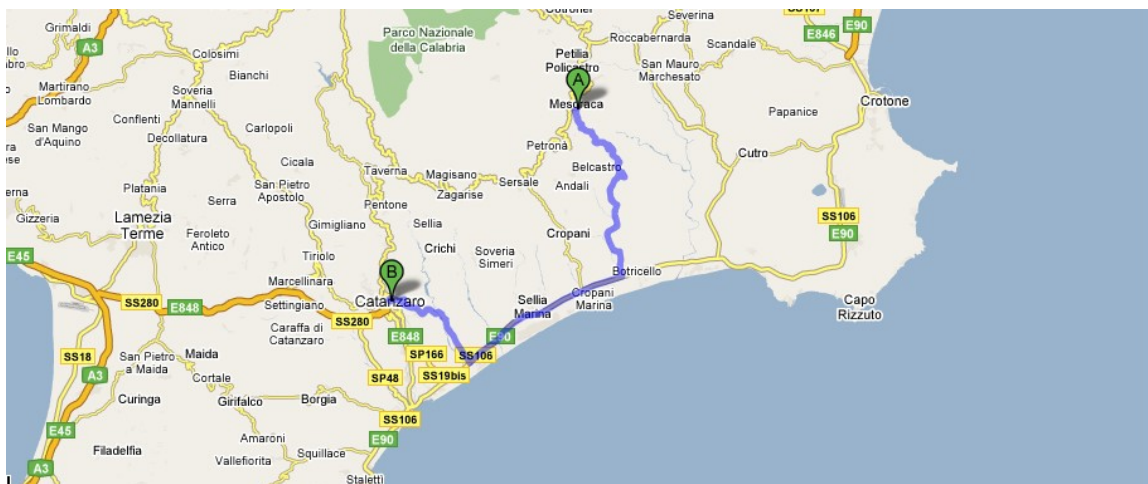 Cotronei
SS107
Grimaldi
Parco Nazionale
della Calabria
Severina
E846
E90
A3
Colosimi
Roccabernarda
Scandale
Petilia
Policastro
Bianchi
San Mauro
Marchesato
A
Martirano
Lombardo
Soveria
Mannelli
Mesoraca
Crotone
Conflenti
Carlopoli
Papanice
San Mango
d'Aquino
Decollatura
Petronà
Cutro
Cicala
Taverna
Magisano
Belcastro
Platania
San Pietro
Apostolo
Zagarise
Sersale
Andali
Serra
Pentone
Gizzeria
Lamezia
Terme
Gimigliano
Sellia
SS106
Feroleto
Antico
Crichi
Cropani
E90
E45
Tiriolo
Soveria
Simeri
B
Botricello
Marcellinara
Catanzaro
Cropani
Marina
SS280
E848
Settingiano
Sellia
Marina
Capo
Rizzuto
Caraffa di
Catanzaro
SS280
E848
E90
SS18
San Pietro
a Maida
Maida
SP166
SS106
A3
Cortale
SP48
SS19bis
Curinga
Girifalco
Borgia
SS106
E45
Amaroni
E90
Filadelfia
Squillace
A3
Vallefiorita
Staletti